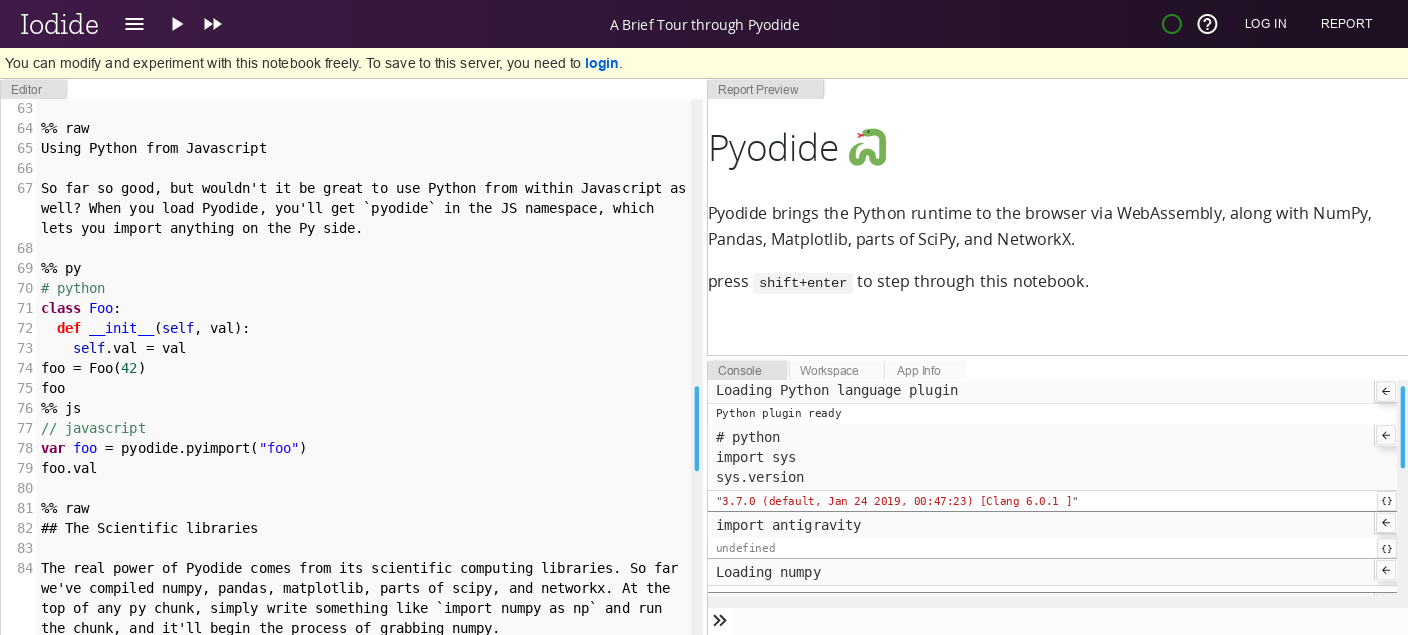 Iodide
A Brief Tour through Pyodide
LOG IN
REPORT
You can modify and experiment with this notebook freely. To save to this server, you need to login.
Editor
63
64 %% raw
65 Using Python from Javascript
66
67 So far so good, but wouldn't it be great to use Python from within Javascript as
well? When you load Pyodide, you'll get `pyodide` in the JS namespace, which
lets you import anything on the Py side.
68
69 %% py
70 # python
71 class Foo:
72   def __init__(self, val):
73     self.val = val
74 foo = Foo(42)
75 foo
76 %% js
77 // javascript
78 var foo = pyodide.pyimport("foo")
79 foo.val
80
81 %% raw
82 ## The Scientific libraries
83
84 The real power of Pyodide comes from its scientific computing libraries. So far
we've compiled numpy, pandas, matplotlib, parts of scipy, and networkx. At the
top of any py chunk, simply write something like `import numpy as np` and run
the chunk, and it'll begin the process of grabbing numpy.
Report Preview
Pyodide
Pyodide brings the Python runtime to the browser via WebAssembly, along with NumPy,
Pandas, Matplotlib, parts of SciPy, and NetworkX.
press shift+enter to step through this notebook.
Console
Workspace
App Info
Loading Python language plugin
Python plugin ready
# python
import sys
sys.version
"3.7.0 (default, Jan 24 2019, 00:47:23) [Clang 6.0.1 ]"
{}
import antigravity
undefined
{}
Loading numpy